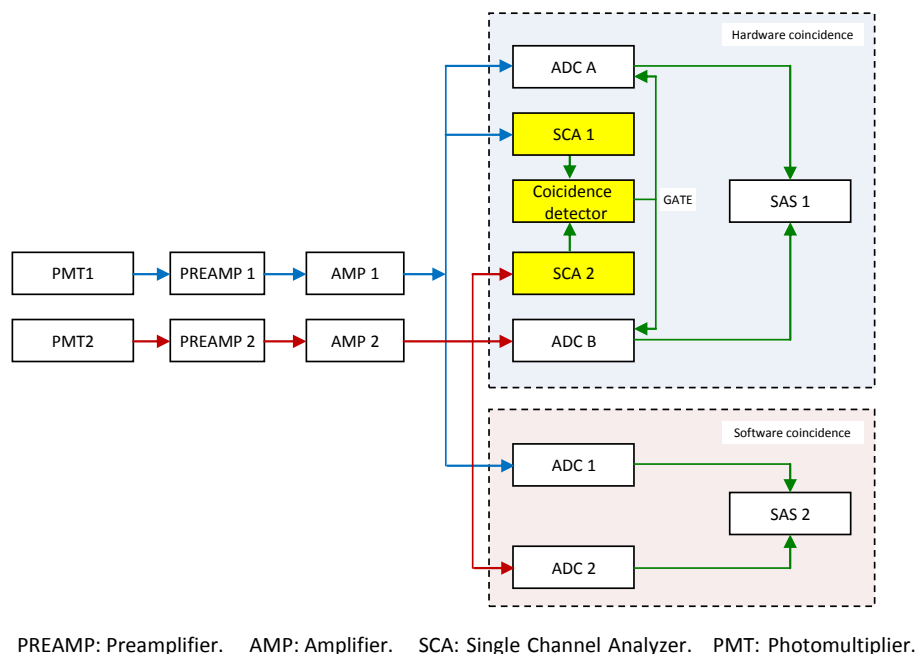 Hardware coincidence
ADC A
SCA 1
Coicidence
detector
GATE
SAS 1
PMT1
PREAMP 1
AMP 1
SCA 2
PMT2
PREAMP 2
AMP 2
ADC B
Software coincidence
ADC 1
SAS 2
ADC 2
PREAMP: Preamplifier. AMP: Amplifier. SCA: Single Channel Analyzer. PMT: Photomultiplier.